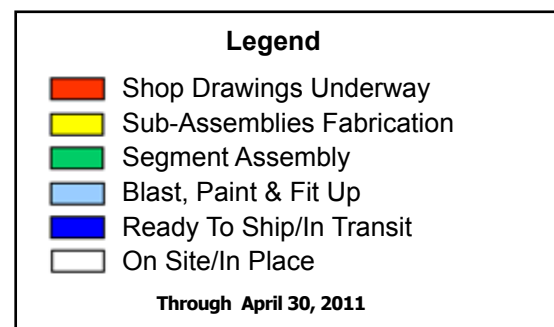 Legend
Shop Drawings Underway
Sub-Assemblies Fabrication
Segment Assembly
Blast, Paint & Fit Up
Ready To Ship/In Transit
On Site/In Place
Through April 30, 2011